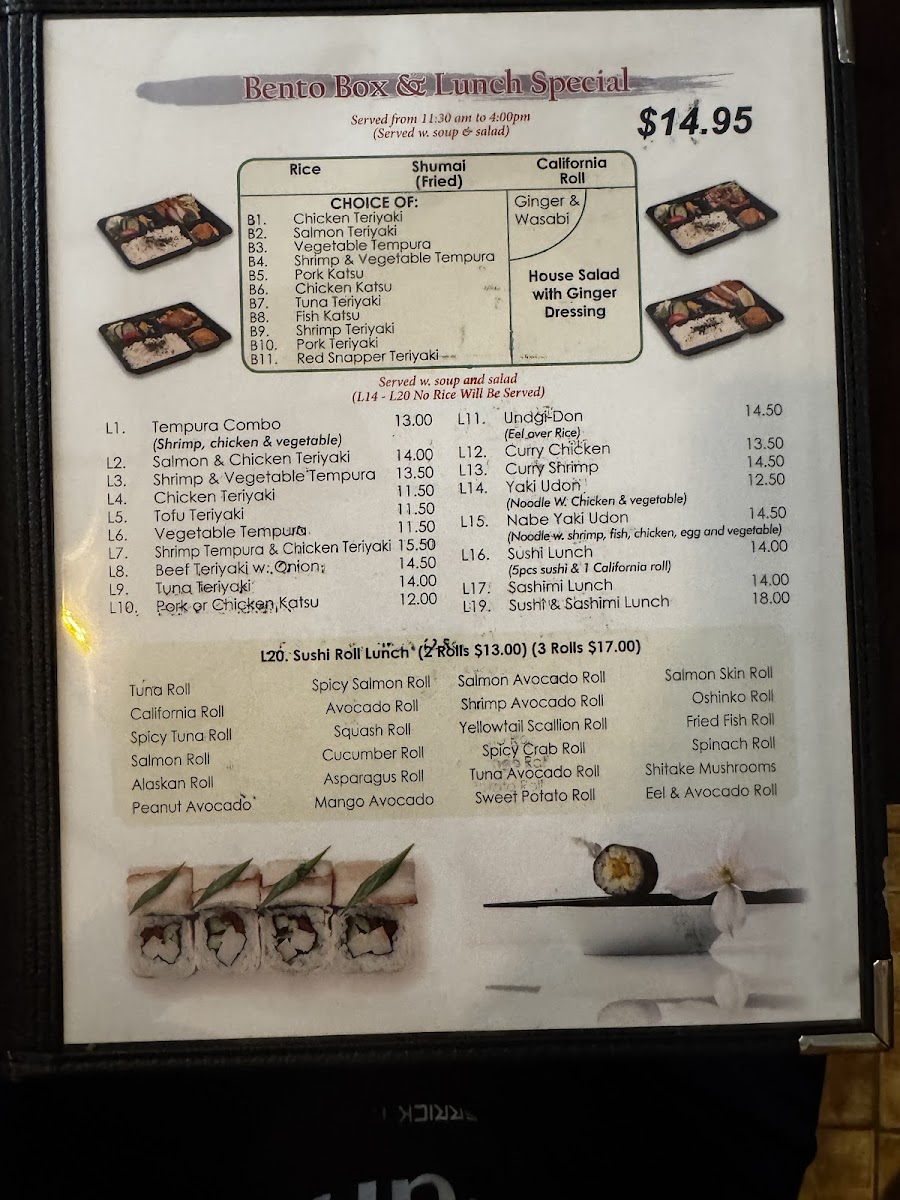 Bento Box & Lunch Special
Served from 11:30 am to 4:00pm
(Served w. soup & salad)
$14.95
Rice
Shumai
(Fried)
California
Roll
CHOICE OF:
B1. Chicken Teriyaki
B2. Salmon Teriyaki
B3. Vegetable Tempura
B4. Shrimp & Vegetable Tempura
B5. Pork Katsu
B6. Chicken Katsu
B7. Tuna Teriyaki
B8. Fish Katsu
B9. Shrimp Teriyaki
B10. Pork Teriyaki
B11. Red Snapper Teriyaki
Ginger &
Wasabi
House Salad
with Ginger
Dressing
Served w. soup and salad
(L14 - L20 No Rice Will Be Served)
L1. Tempura Combo 13.00
(Shrimp, chicken & vegetable)
L2. Salmon & Chicken Teriyaki 14.00
L3. Shrimp & Vegetable Tempura 13.50
L4. Chicken Teriyaki 11.50
L5. Tofu Teriyaki 11.50
L6. Vegetable Tempura 11.50
L7. Shrimp Tempura & Chicken Teriyaki 15.50
L8. Beef Teriyaki w. Onion 14.50
L9. Tuna Teriyaki 14.00
L10. Pork or Chicken Katsu 12.00
L11. Undgi-Don 14.50
(Eel over Rice)
L12. Curry Chicken 13.50
L13. Curry Shrimp 14.50
L14. Yaki Udon 12.50
(Noodle W. Chicken & vegetable)
L15. Nabe Yaki Udon 14.50
(Noodle w. shrimp, fish, chicken, egg and vegetable)
L16. Sushi Lunch 14.00
(5pcs sushi & 1 California roll)
L17. Sashimi Lunch 14.00
L19. Sushi & Sashimi Lunch 18.00
L20. Sushi Roll Lunch (2 Rolls $13.00) (3 Rolls $17.00)
Tuna Roll
California Roll
Spicy Tuna Roll
Salmon Roll
Alaskan Roll
Peanut Avocado
Spicy Salmon Roll
Avocado Roll
Squash Roll
Cucumber Roll
Asparagus Roll
Mango Avocado
Salmon Avocado Roll
Shrimp Avocado Roll
Yellowtail Scallion Roll
Spicy Crab Roll
Tuna Avocado Roll
Sweet Potato Roll
Salmon Skin Roll
Oshinko Roll
Fried Fish Roll
Spinach Roll
Shitake Mushrooms
Eel & Avocado Roll